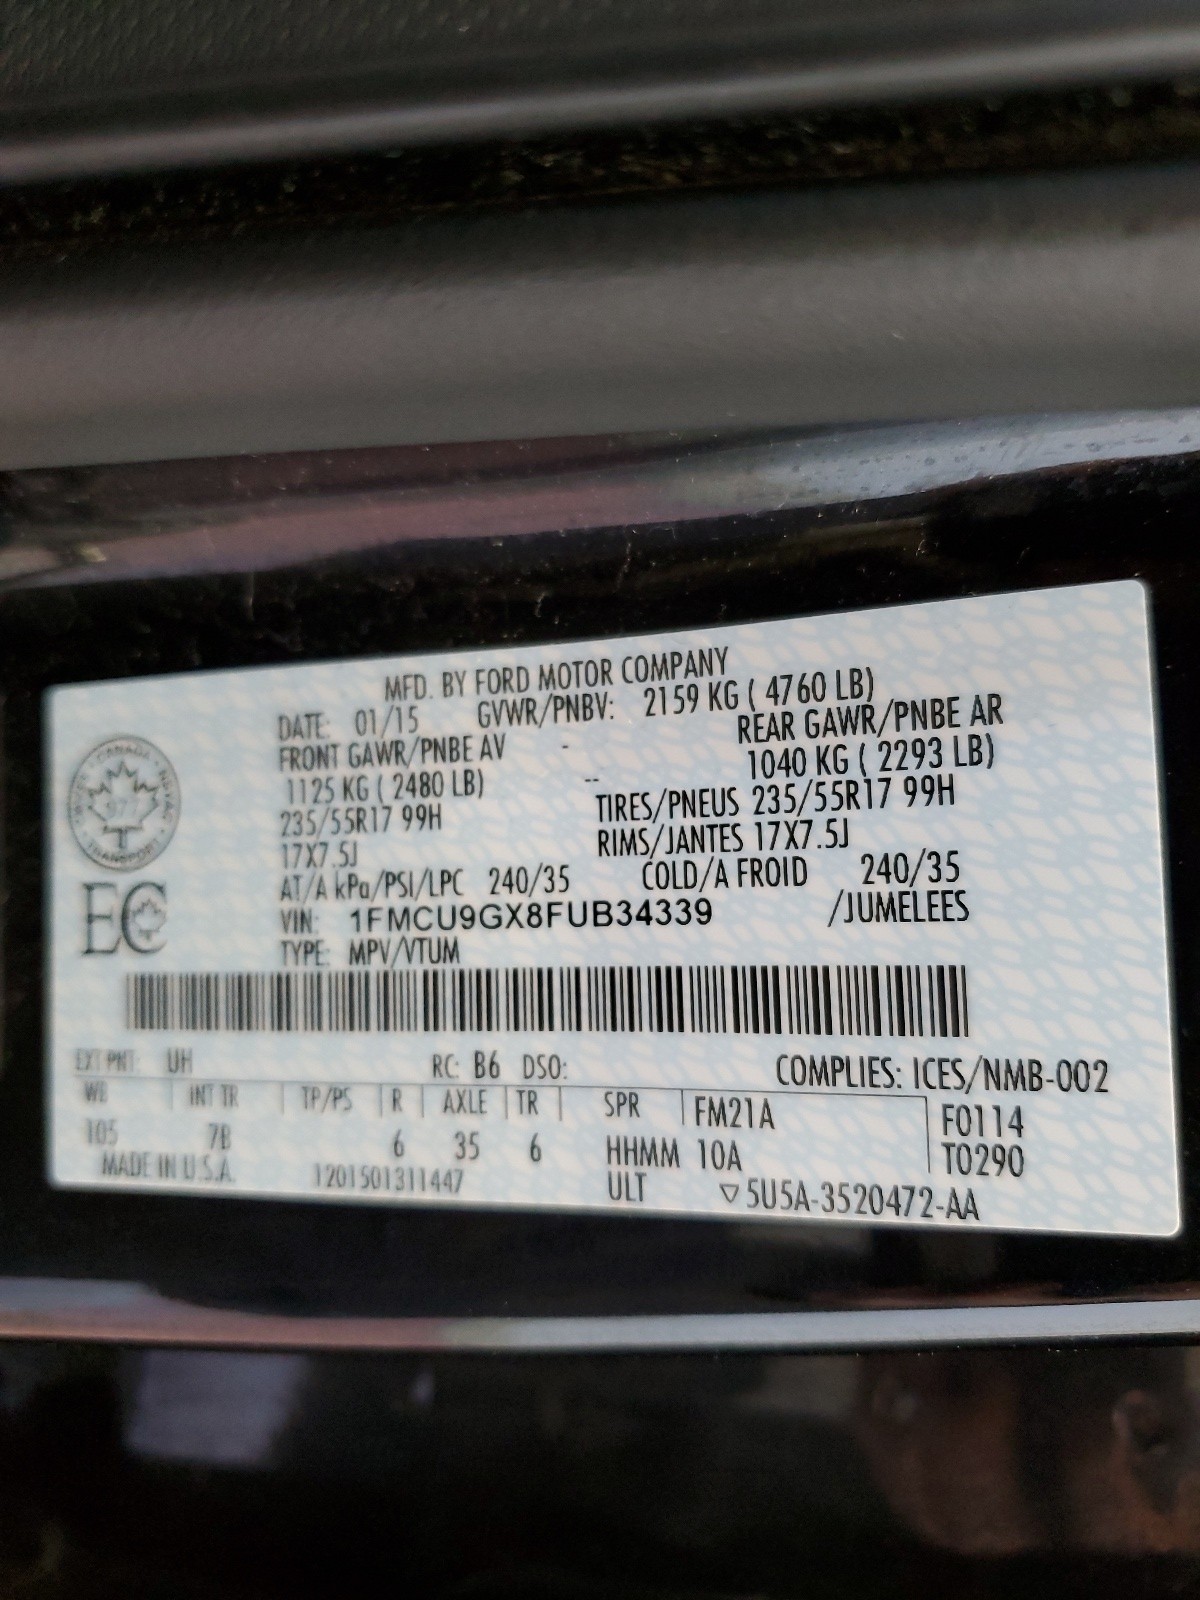 MFD. BY FORD MOTOR COMPANY
DATE: 01/15 GVWR/PNBV: 2159 KG ( 4760 LB)
FRONT GAWR/PNBE AV - REAR GAWR/PNBE AR
1125 KG ( 2480 LB) -- 1040 KG ( 2293 LB)
235/55R17 99H TIRES/PNEUS 235/55R17 99H
17X7.5J RIMS/JANTES 17X7.5J
AT/A kPa/PSI/LPC 240/35 COLD/A FROID 240/35
VIN: 1FMCU9GX8FUB34339 /JUMELEES
TYPE: MPV/VTUM
CANADA
TRANSPORT
EC
EXT PNT: UH RC: B6 DSO: COMPLIES: ICES/NMB-002
WB INT TR TP/PS R AXLE TR SPR FM21A F0114
105 7B 6 35 6 HHMM 10A T0290
MADE IN U.S.A. 1201501311447 ULT ▽5U5A-3520472-AA